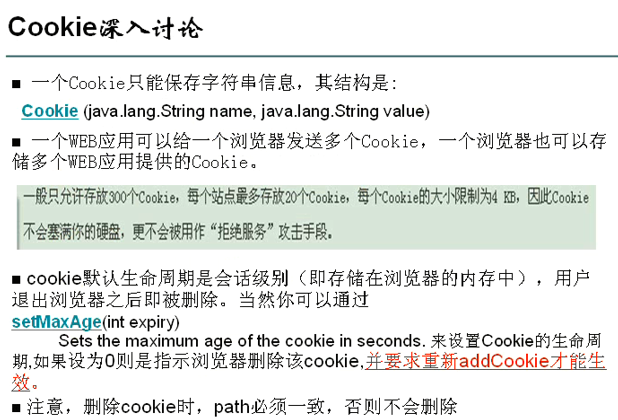 Cookie深入讨论
■ 一个Cookie只能保存字符串信息，其结构是:
Cookie (java.lang.String name, java.lang.String value)
■ 一个WEB应用可以给一个浏览器发送多个Cookie，一个浏览器也可以存
储多个WEB应用提供的Cookie。
一般只允许存放300个Cookie，每个站点最多存放20个Cookie，每个Cookie的大小限制为4 KB，因此Cookie
不会塞满你的硬盘，更不会被用作“拒绝服务”攻击手段。
■ cookie默认生命周期是会话级别（即存储在浏览器的内存中），用户
退出浏览器之后即被删除。当然你可以通过
setMaxAge(int expiry)
Sets the maximum age of the cookie in seconds. 来设置Cookie的生命周
期,如果设为0则是指示浏览器删除该cookie,并要求重新addCookie才能生
效。
■ 注意，删除cookie时，path必须一致，否则不会删除